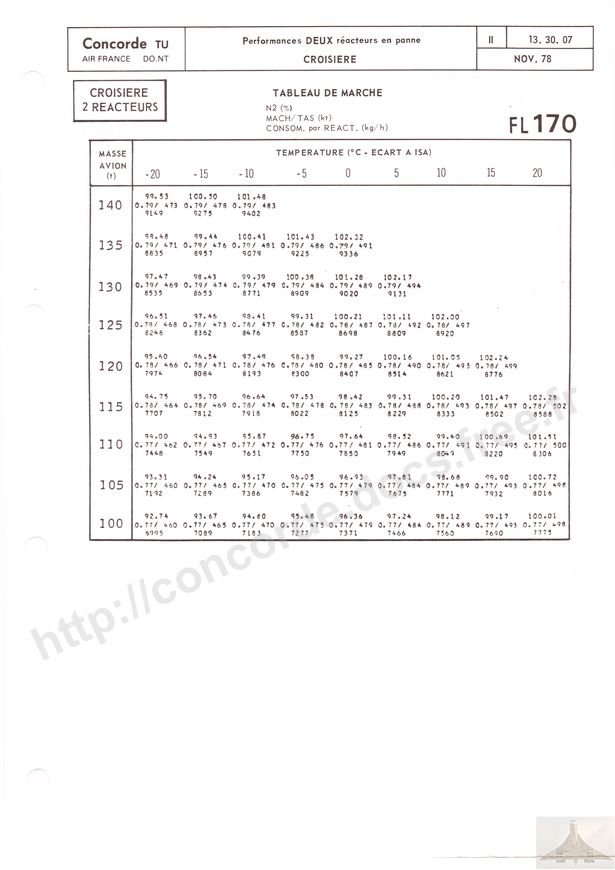 Concorde TU
AIR FRANCE DO.NT
Performances DEUX réacteurs en panne
CROISIERE
II
13. 30. 07
NOV. 78
CROISIERE
2 REACTEURS
TABLEAU DE MARCHE
N2 (%)
MACH/TAS (kt)
CONSOM. par REACT. (kg/h)
FL170
MASSE AVION (t)
TEMPERATURE (°C - ECART A ISA)
-20 -15 -10 -5 0 5 10 15 20
99.53 100.50 101.48
140 0.79/ 473 0.79/ 478 0.79/ 483
9149 9275 9402
98.48 99.44 100.41 101.43 102.32
135 0.79/ 471 0.79/ 476 0.79/ 481 0.79/ 486 0.79/ 491
8835 8957 9079 9225 9336
97.47 98.43 99.39 100.38 101.28 102.17
130 0.79/ 469 0.79/ 474 0.79/ 479 0.79/ 484 0.79/ 489 0.79/ 494
8535 8653 8771 8909 9020 9131
96.51 97.46 98.41 99.31 100.21 101.11 102.00
125 0.78/ 468 0.78/ 473 0.78/ 477 0.78/ 482 0.78/ 487 0.78/ 492 0.78/ 497
8246 8362 8476 8587 8698 8809 8920
95.60 96.54 97.49 98.38 99.27 100.16 101.05 102.24
120 0.78/ 466 0.78/ 471 0.78/ 476 0.78/ 480 0.78/ 485 0.78/ 490 0.78/ 495 0.78/ 499
7974 8084 8193 8300 8407 8514 8621 8776
94.75 95.70 96.64 97.53 98.42 99.31 100.20 101.47 102.28
115 0.78/ 464 0.78/ 469 0.78/ 474 0.78/ 478 0.78/ 483 0.78/ 488 0.78/ 493 0.78/ 497 0.78/ 502
7707 7812 7918 8022 8125 8229 8333 8502 8588
94.00 94.93 95.87 96.75 97.64 98.52 99.40 100.69 101.51
110 0.77/ 462 0.77/ 467 0.77/ 472 0.77/ 476 0.77/ 481 0.77/ 486 0.77/ 491 0.77/ 495 0.77/ 500
7448 7549 7651 7750 7850 7949 8049 8220 8306
93.31 94.24 95.17 96.05 96.93 97.81 98.68 99.90 100.72
105 0.77/ 460 0.77/ 465 0.77/ 470 0.77/ 475 0.77/ 479 0.77/ 484 0.77/ 489 0.77/ 493 0.77/ 498
7192 7289 7386 7482 7579 7675 7771 7932 8016
92.74 93.67 94.60 95.48 96.36 97.24 98.12 99.17 100.01
100 0.77/ 460 0.77/ 465 0.77/ 470 0.77/ 475 0.77/ 479 0.77/ 484 0.77/ 489 0.77/ 493 0.77/ 498
6995 7089 7183 7277 7371 7466 7560 7690 7775
http://concorde.docs.free.fr